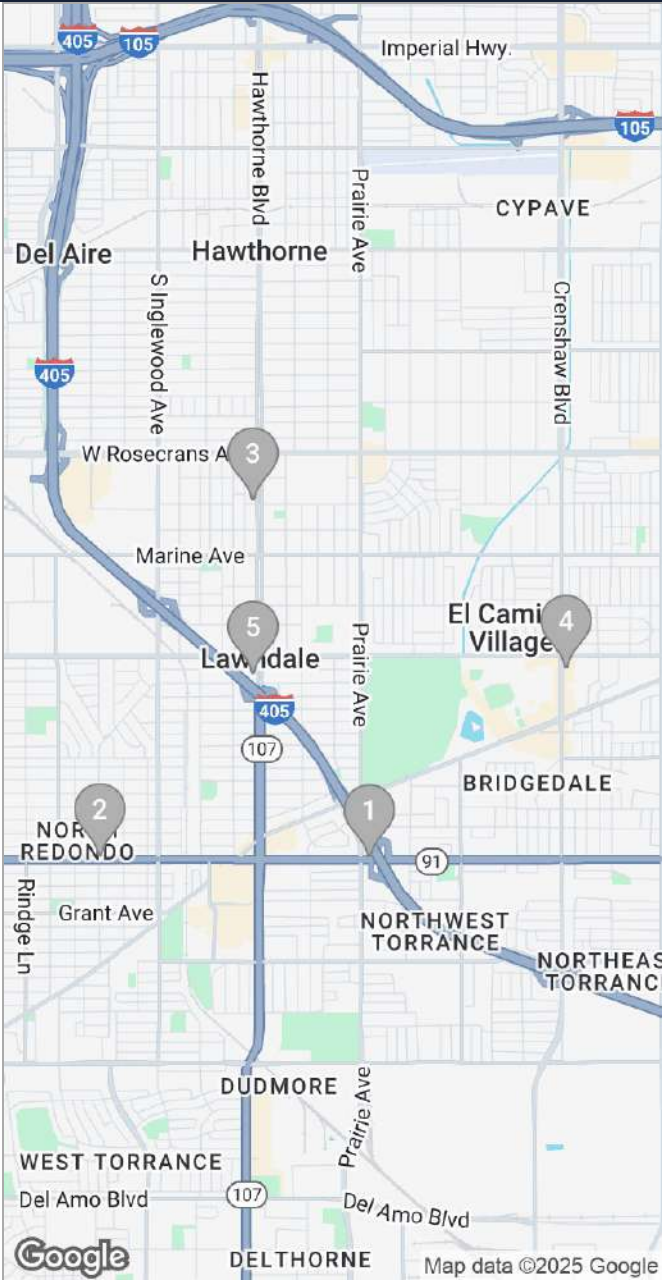 405
105
Imperial Hwy.
Hawthorne Blvd
105
Prairie Ave
CYPAVE
Del Aire
Hawthorne
S Inglewood Ave
Crenshaw Blvd
405
W Rosecrans A
3
Marine Ave
El Cami
4
Village
5
Prairie Ave
Lawndale
405
107
BRIDGEDALE
2
1
NORTH
REDONDO
91
Rindge Ln
Grant Ave
NORTHWEST
TORRANCE
NORTHEAS
TORRANC
DUDMORE
Prairie Ave
WEST TORRANCE
107
Del Amo Blvd
Del Amo Blvd
DELTHORNE
Google
Map data ©2025 Google